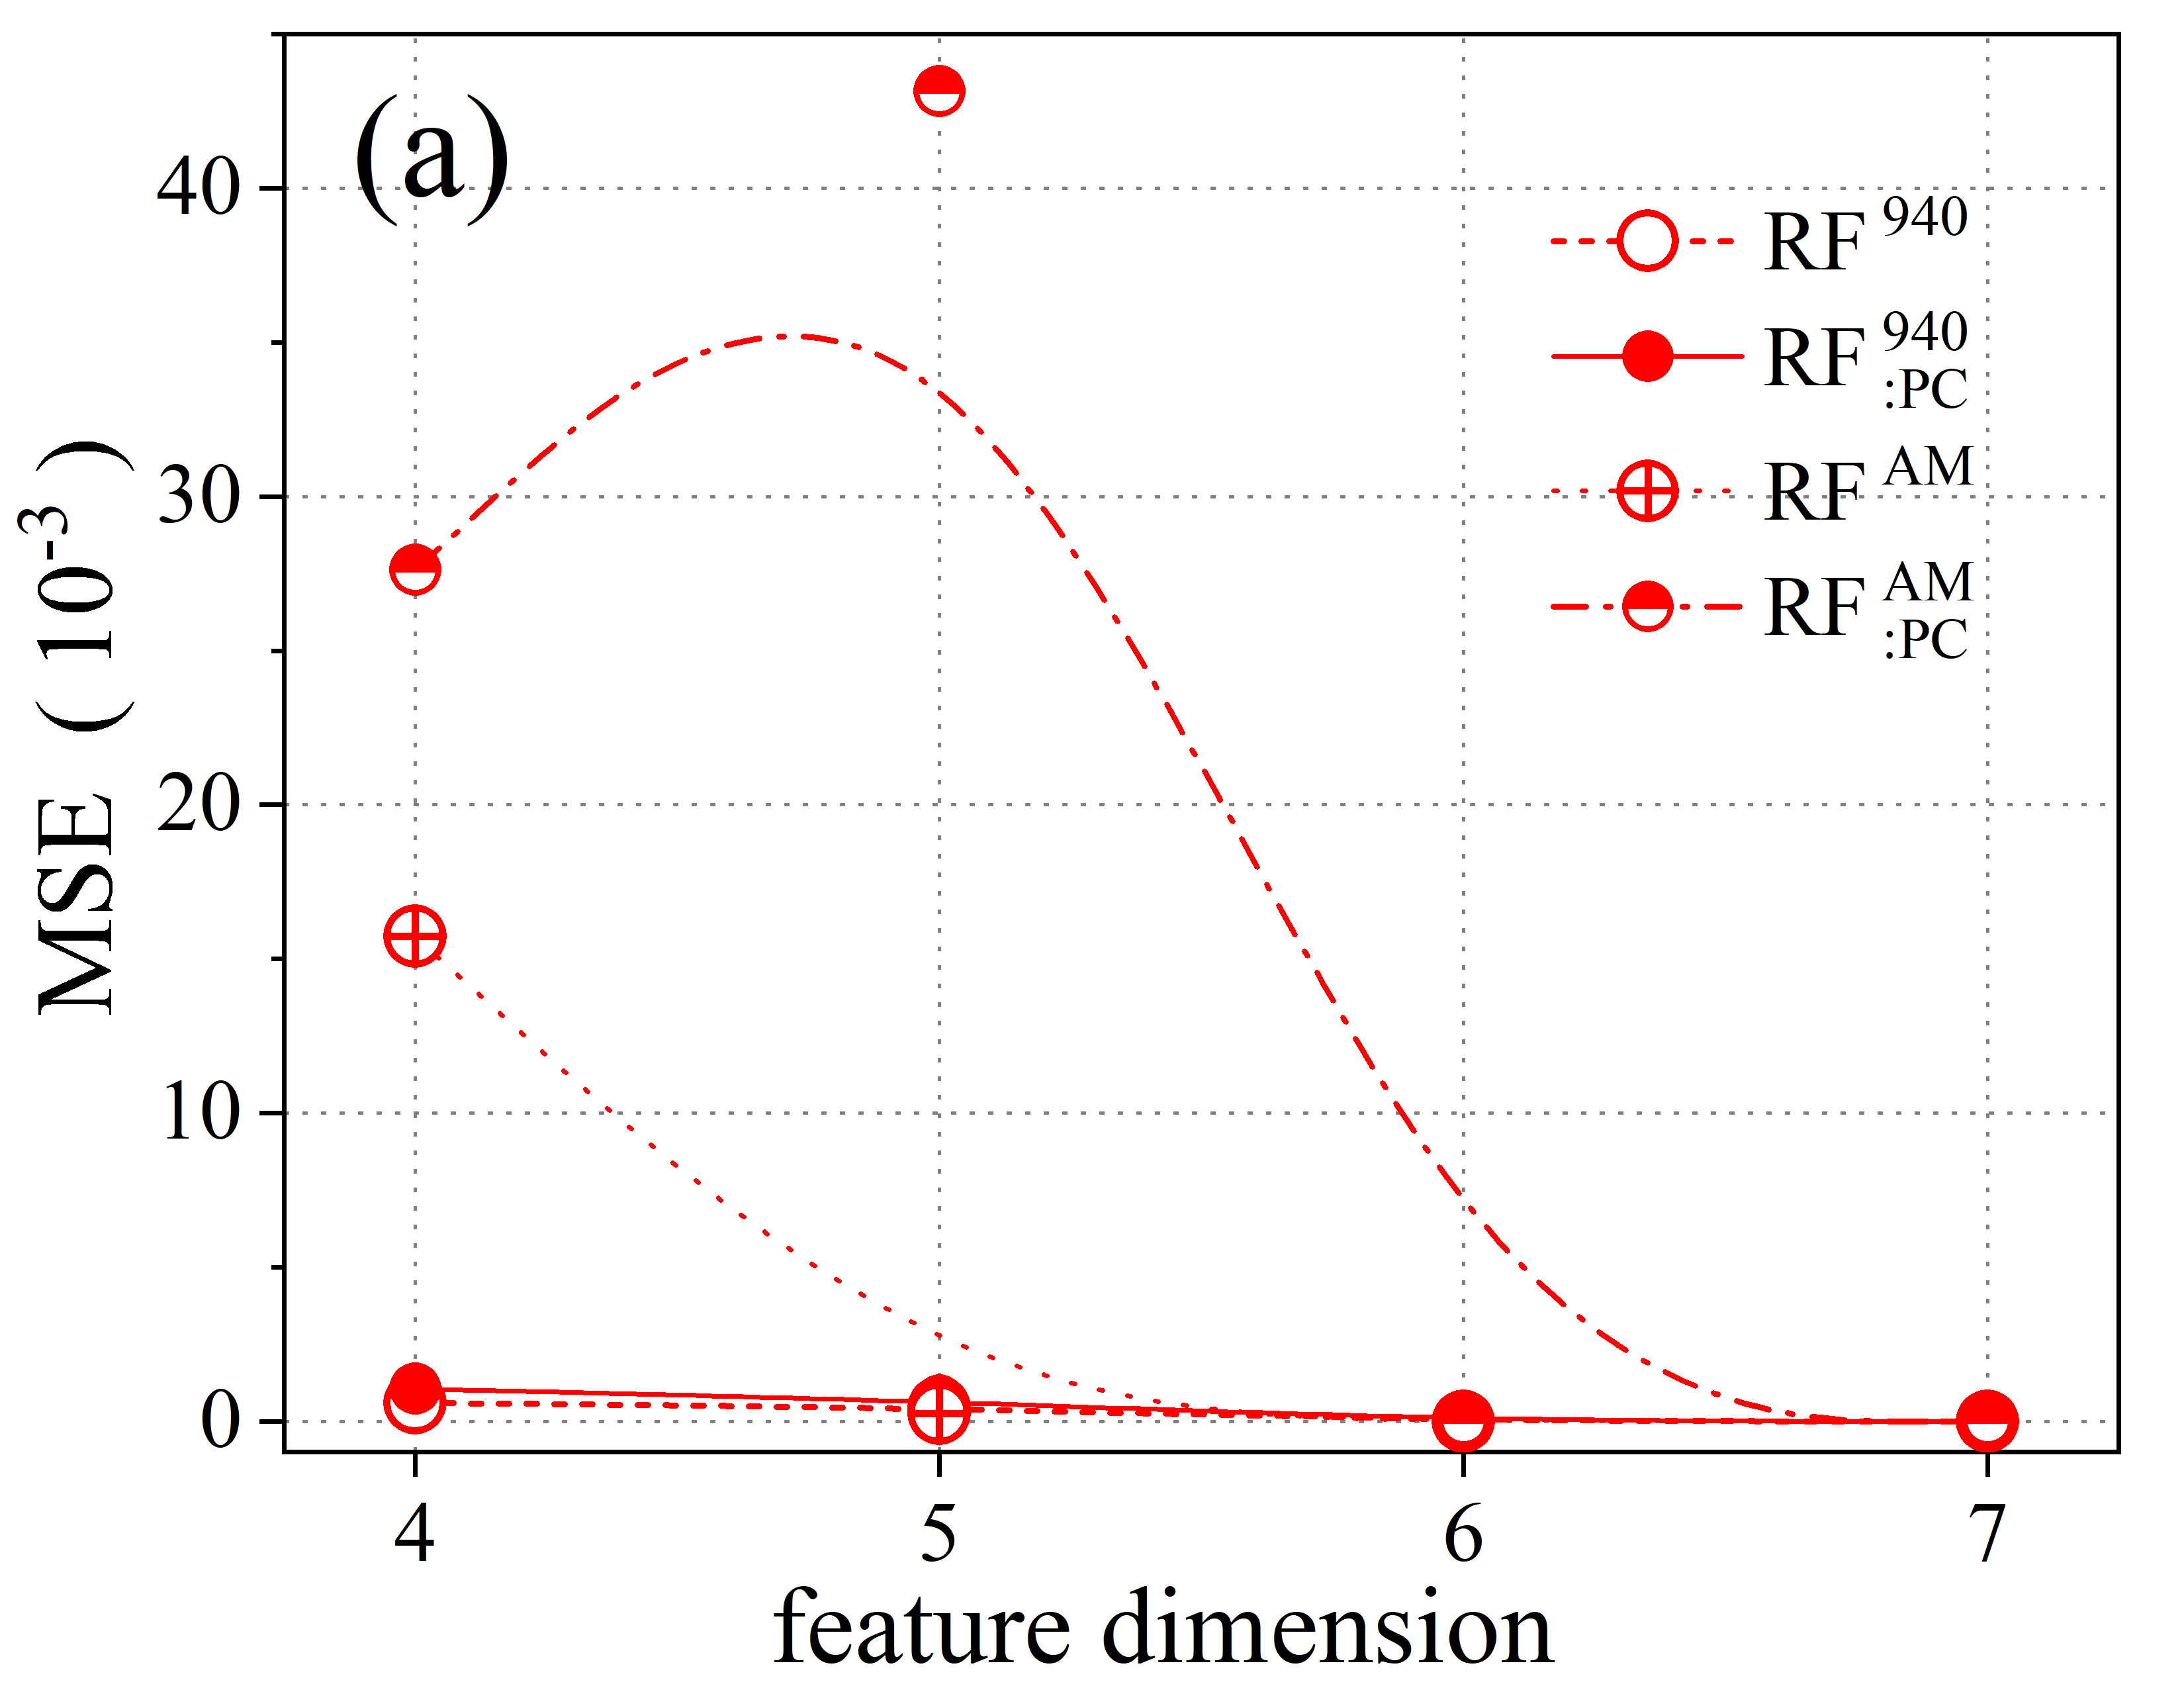 (a)
MSE ( 10-3 )
40
30
20
10
0
RF 940
RF 940 :PC
RF AM
RF AM :PC
4 5 6 7
feature dimension